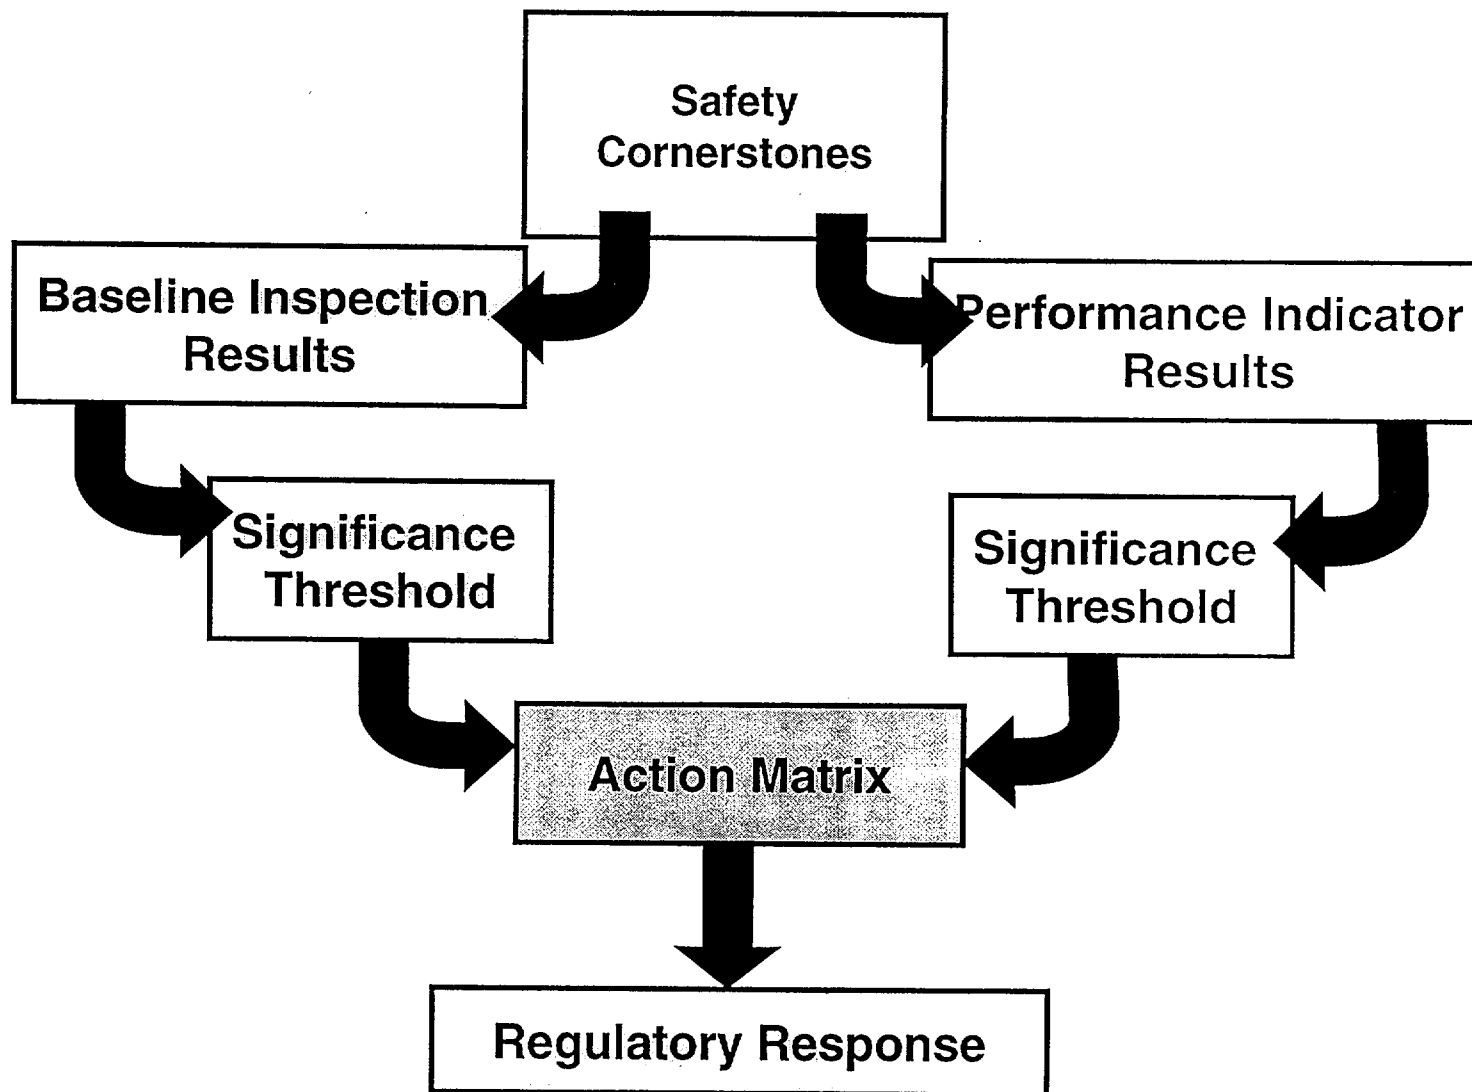 Safety
Cornerstones
Baseline Inspection
Results
Performance Indicator
Results
Significance
Threshold
Significance
Threshold
Action Matrix
Regulatory Response